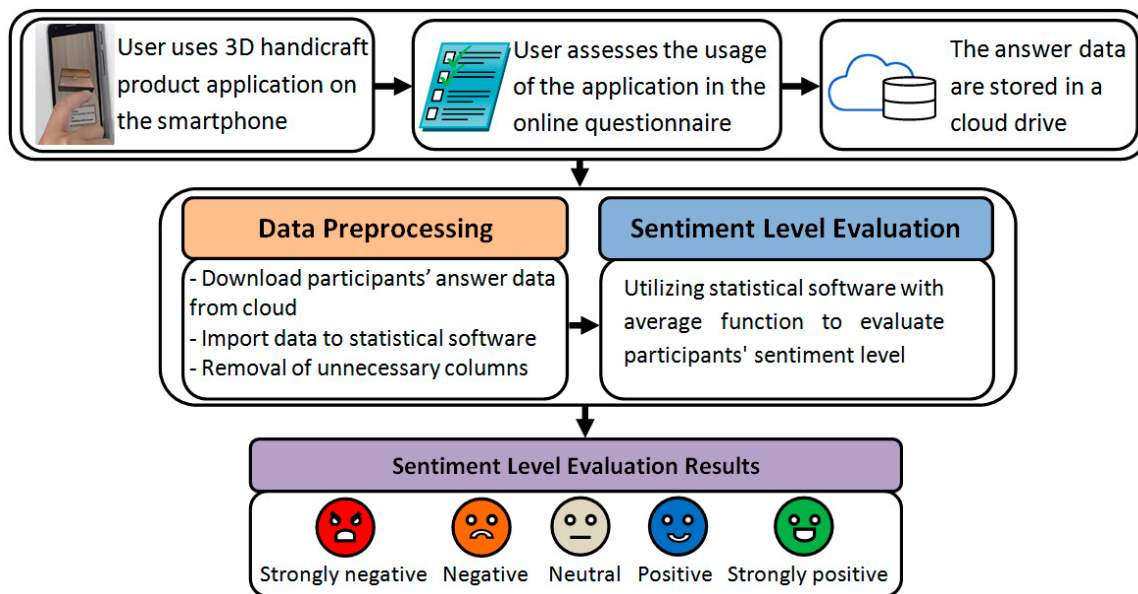 User uses 3D handicraft
product application on
the smartphone
User assesses the usage
of the application in the
online questionnaire
The answer data
are stored in a
cloud drive
Data Preprocessing
- Download participants’ answer data
from cloud
- Import data to statistical software
- Removal of unnecessary columns
Sentiment Level Evaluation
Utilizing statistical software with
average function to evaluate
participants' sentiment level
Sentiment Level Evaluation Results
Strongly negative Negative Neutral Positive Strongly positive